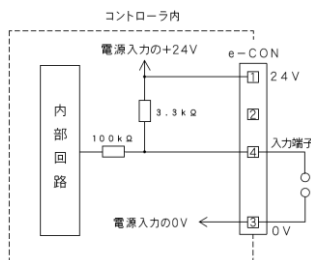 コントローラ内
電源入力の+24V
e-CON
1 24V
3.3kΩ
2
内部回路
100kΩ
4 入力端子
電源入力の0V
3 0V